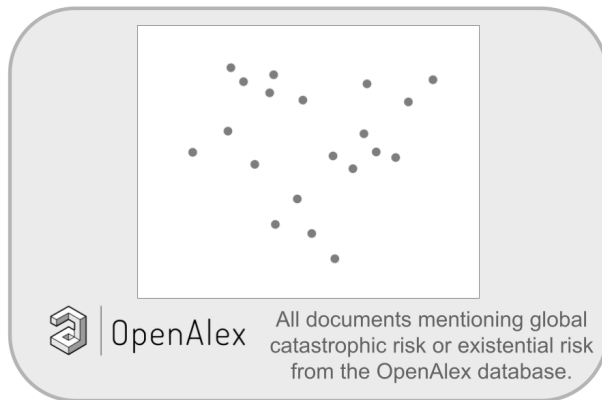 OpenAlex
All documents mentioning global
catastrophic risk or existential risk
from the OpenAlex database.